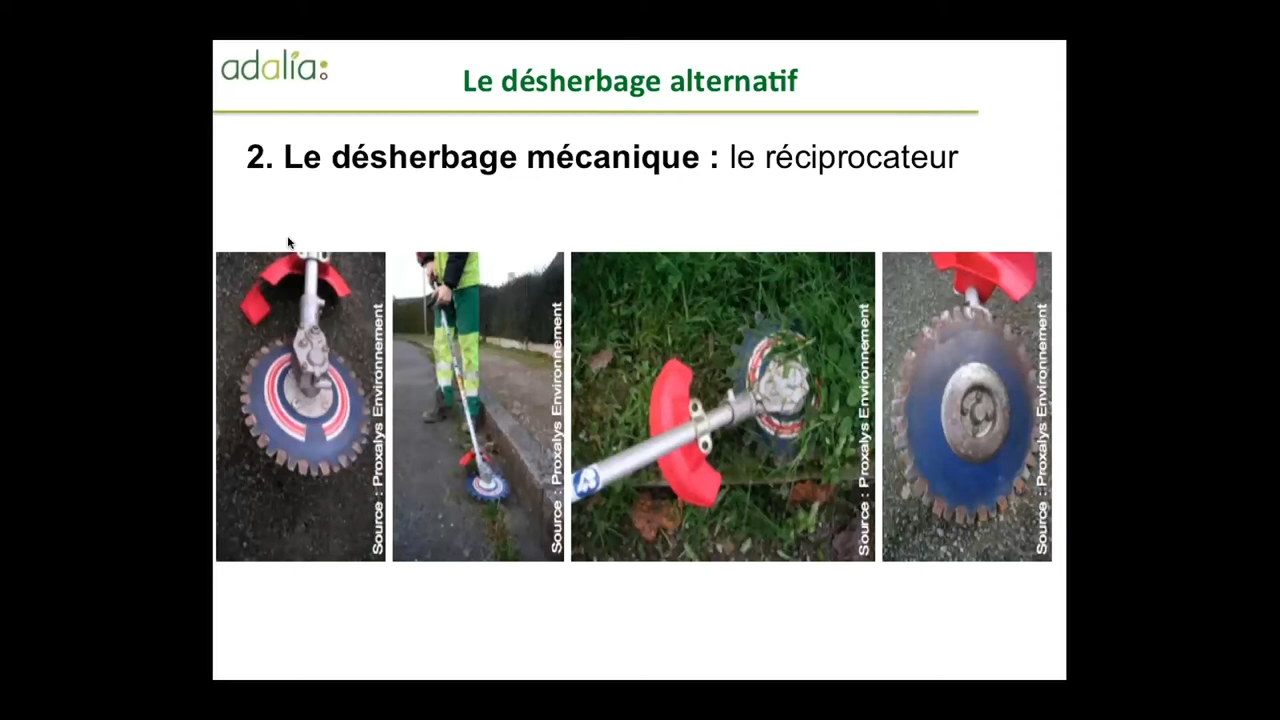 adalia
Le désherbage alternatif
2. Le désherbage mécanique : le réciprocateur
Source : Proxalys Environnement
Source : Proxalys Environnement
Source : Proxalys Environnement
Source : Proxalys Environnement